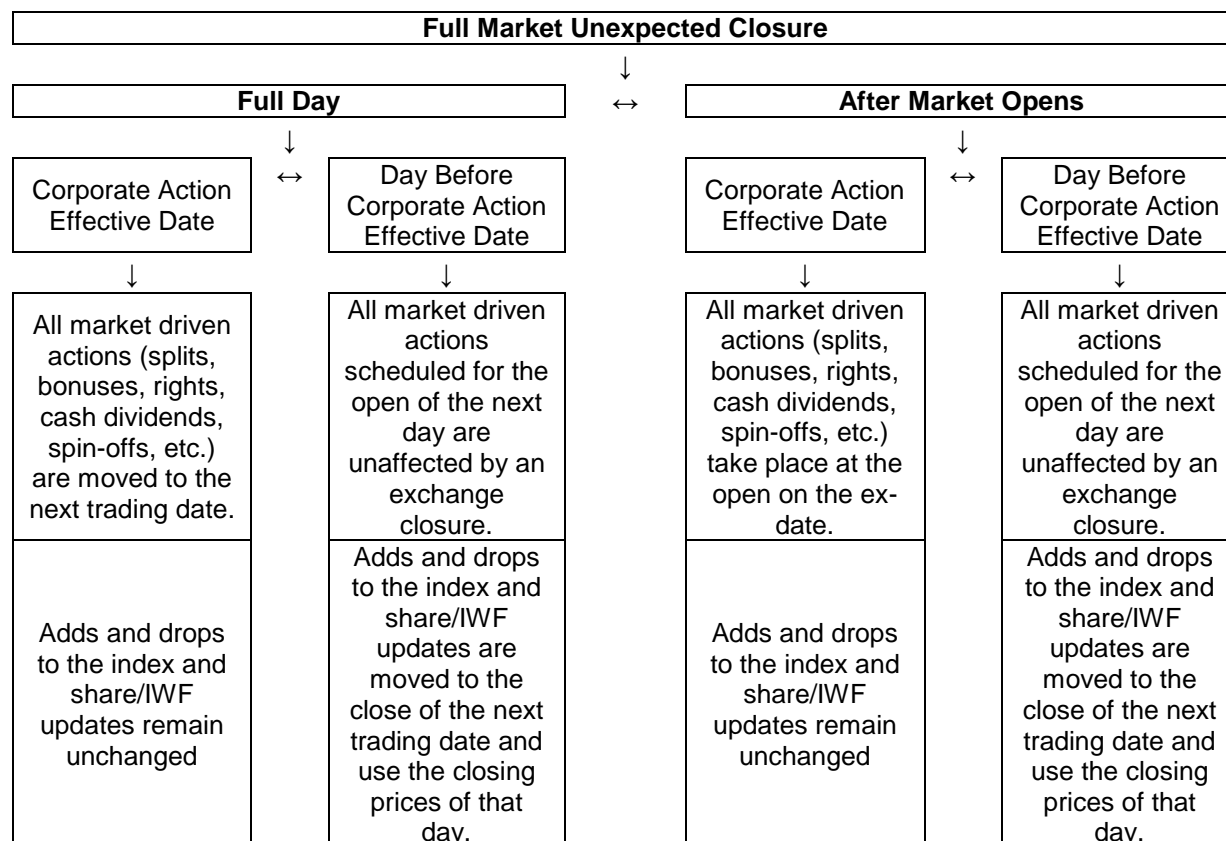 Full Market Unexpected Closure
↓
Full Day
↔
After Market Opens
↓
↓
Corporate Action
Effective Date
↔
Day Before
Corporate Action
Effective Date
Corporate Action
Effective Date
↔
Day Before
Corporate Action
Effective Date
↓
↓
↓
↓
All market driven
actions (splits,
bonuses, rights,
cash dividends,
spin-offs, etc.)
are moved to the
next trading date.
All market driven
actions
scheduled for the
open of the next
day are
unaffected by an
exchange
closure.
All market driven
actions (splits,
bonuses, rights,
cash dividends,
spin-offs, etc.)
take place at the
open on the ex-
date.
All market driven
actions
scheduled for the
open of the next
day are
unaffected by an
exchange
closure.
Adds and drops
to the index and
share/IWF
updates remain
unchanged
Adds and drops
to the index and
share/IWF
updates are
moved to the
close of the next
trading date and
use the closing
prices of that
day.
Adds and drops
to the index and
share/IWF
updates remain
unchanged
Adds and drops
to the index and
share/IWF
updates are
moved to the
close of the next
trading date and
use the closing
prices of that
day.